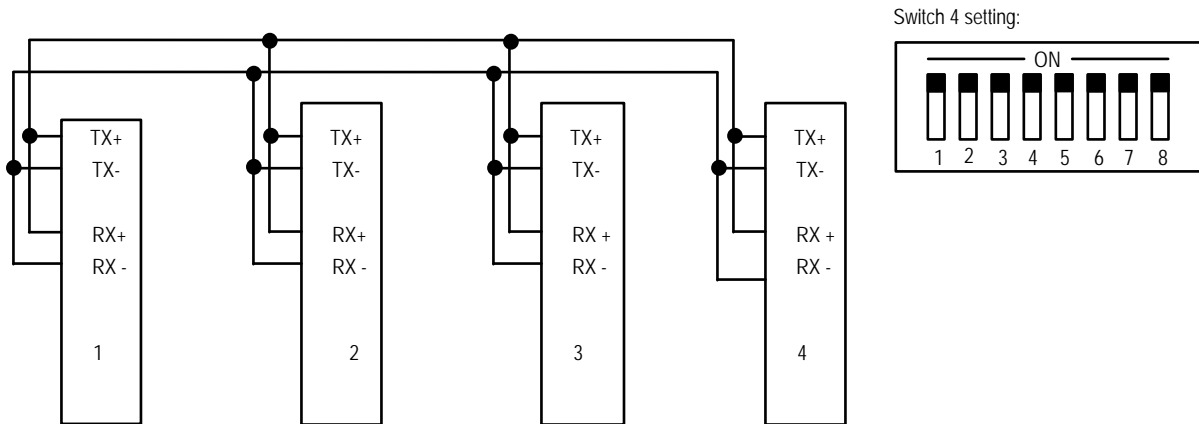 Switch 4 setting:
ON
1 2 3 4 5 6 7 8
TX+ TX+ TX+ TX+
TX- TX- TX- TX-
RX+ RX+ RX + RX +
RX - RX - RX - RX -
1 2 3 4